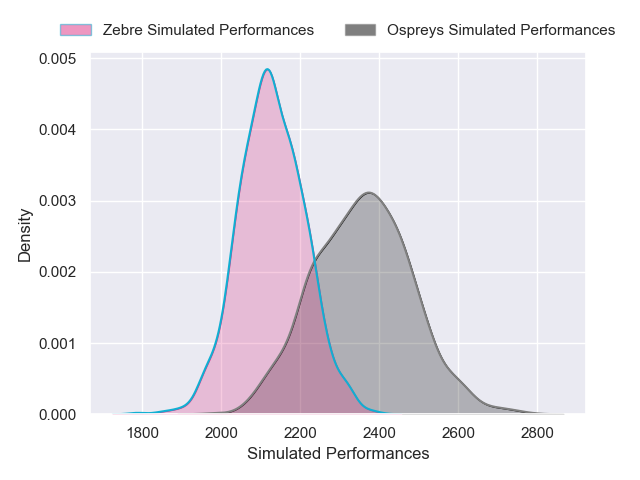 Zebre Simulated Performances Ospreys Simulated Performances
0.005
0.004
0.003
0.002
0.001
0.000
Density
1800 2000 2200 2400 2600 2800
Simulated Performances